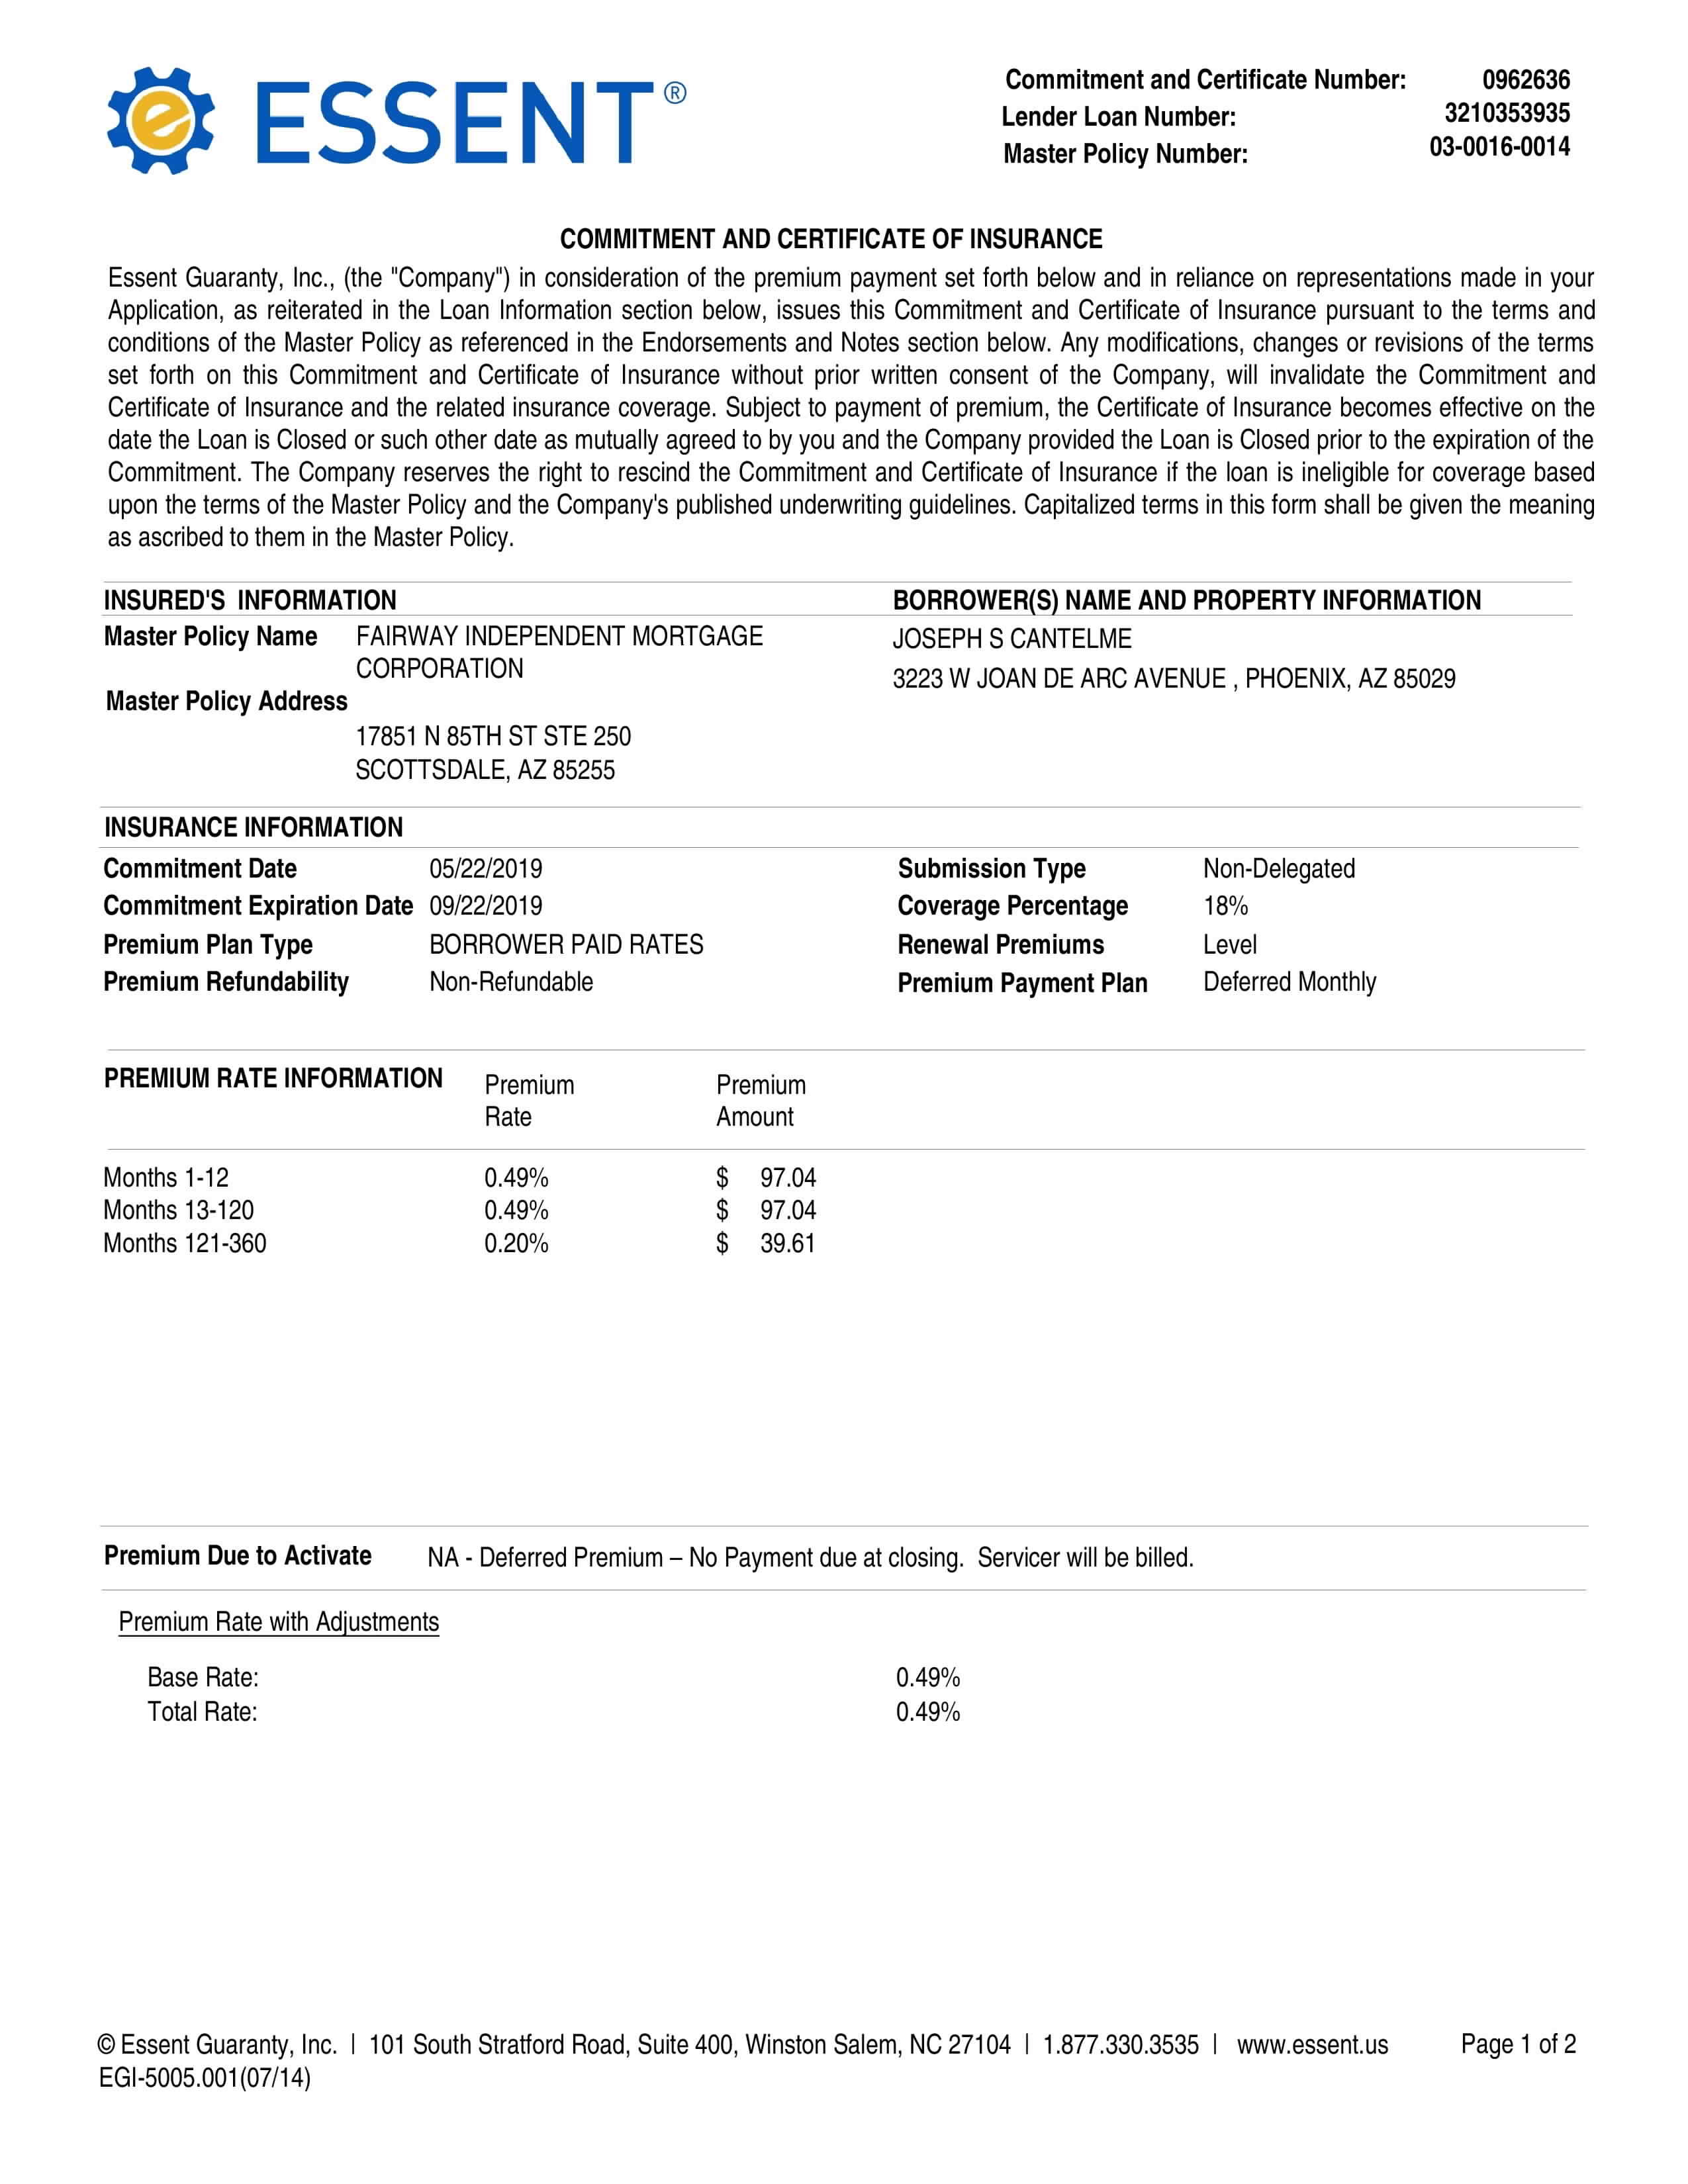 ESSENT®
Commitment and Certificate Number: 0962636
Lender Loan Number: 3210353935
Master Policy Number: 03-0016-0014
COMMITMENT AND CERTIFICATE OF INSURANCE
Essent Guaranty, Inc., (the "Company") in consideration of the premium payment set forth below and in reliance on representations made in your
Application, as reiterated in the Loan Information section below, issues this Commitment and Certificate of Insurance pursuant to the terms and
conditions of the Master Policy as referenced in the Endorsements and Notes section below. Any modifications, changes or revisions of the terms
set forth on this Commitment and Certificate of Insurance without prior written consent of the Company, will invalidate the Commitment and
Certificate of Insurance and the related insurance coverage. Subject to payment of premium, the Certificate of Insurance becomes effective on the
date the Loan is Closed or such other date as mutually agreed to by you and the Company provided the Loan is Closed prior to the expiration of the
Commitment. The Company reserves the right to rescind the Commitment and Certificate of Insurance if the loan is ineligible for coverage based
upon the terms of the Master Policy and the Company's published underwriting guidelines. Capitalized terms in this form shall be given the meaning
as ascribed to them in the Master Policy.
INSURED'S INFORMATION
Master Policy Name FAIRWAY INDEPENDENT MORTGAGE
CORPORATION
Master Policy Address
17851 N 85TH ST STE 250
SCOTTSDALE, AZ 85255
BORROWER(S) NAME AND PROPERTY INFORMATION
JOSEPH S CANTELME
3223 W JOAN DE ARC AVENUE , PHOENIX, AZ 85029
INSURANCE INFORMATION
Commitment Date 05/22/2019 Submission Type Non-Delegated
Commitment Expiration Date 09/22/2019 Coverage Percentage 18%
Premium Plan Type BORROWER PAID RATES Renewal Premiums Level
Premium Refundability Non-Refundable Premium Payment Plan Deferred Monthly
PREMIUM RATE INFORMATION Premium Rate Premium Amount
Months 1-12 0.49% $ 97.04
Months 13-120 0.49% $ 97.04
Months 121-360 0.20% $ 39.61
Premium Due to Activate NA - Deferred Premium – No Payment due at closing. Servicer will be billed.
Premium Rate with Adjustments
Base Rate: 0.49%
Total Rate: 0.49%
© Essent Guaranty, Inc. | 101 South Stratford Road, Suite 400, Winston Salem, NC 27104 | 1.877.330.3535 | www.essent.us Page 1 of 2
EGI-5005.001(07/14)